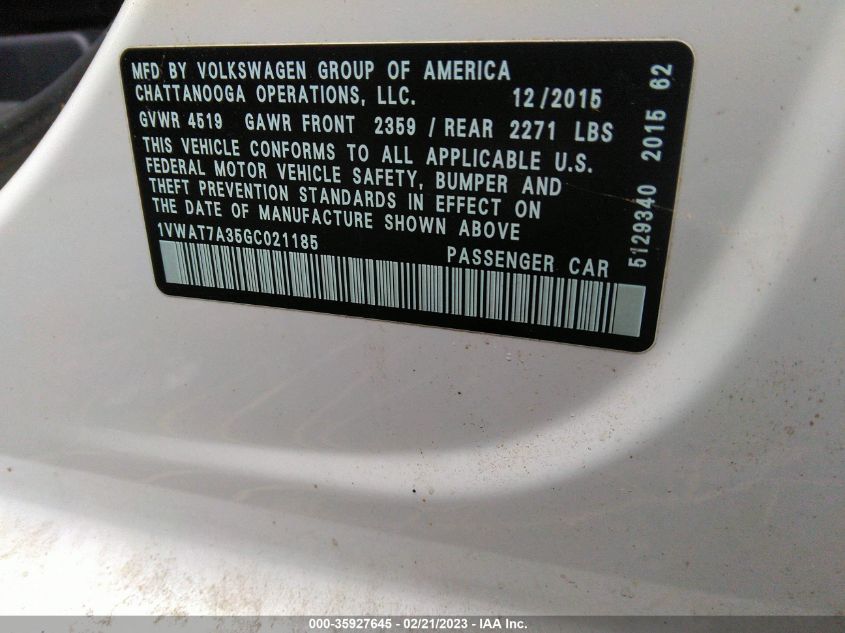 MFD BY VOLKSWAGEN GROUP OF AMERICA
CHATTANOOGA OPERATIONS, LLC. 12/2015
GVWR 4519 GAWR FRONT 2359 / REAR 2271 LBS
THIS VEHICLE CONFORMS TO ALL APPLICABLE U.S.
FEDERAL MOTOR VEHICLE SAFETY, BUMPER AND
THEFT PREVENTION STANDARDS IN EFFECT ON
THE DATE OF MANUFACTURE SHOWN ABOVE
1VWAT7A35GC021185
PASSENGER CAR
5129340 2015 62
000-35927645 / 02/21/2023 - IAA Inc.